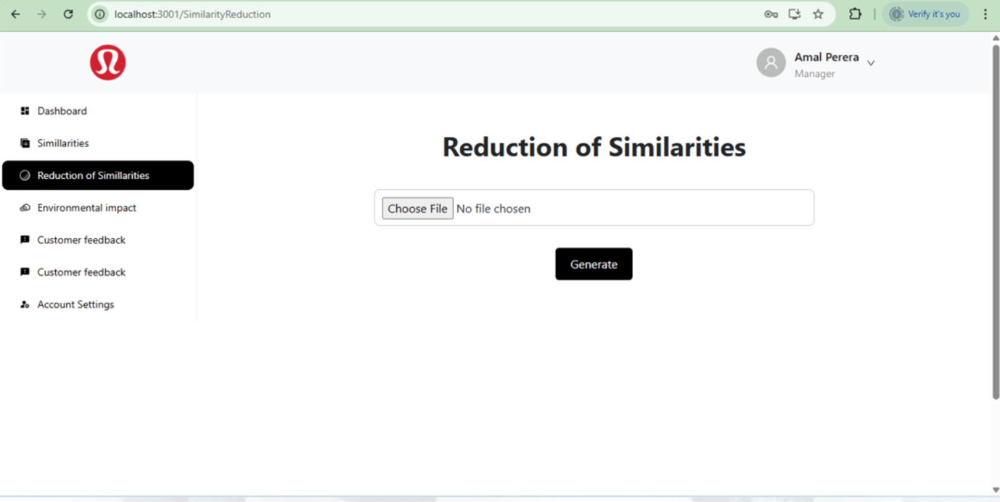 localhost:3001/SimilarityReduction
Verify it's you
Amal Perera
Manager
Dashboard
Simillarities
Reduction of Simillarities
Environmental impact
Customer feedback
Customer feedback
Account Settings
Reduction of Similarities
Choose File No file chosen
Generate